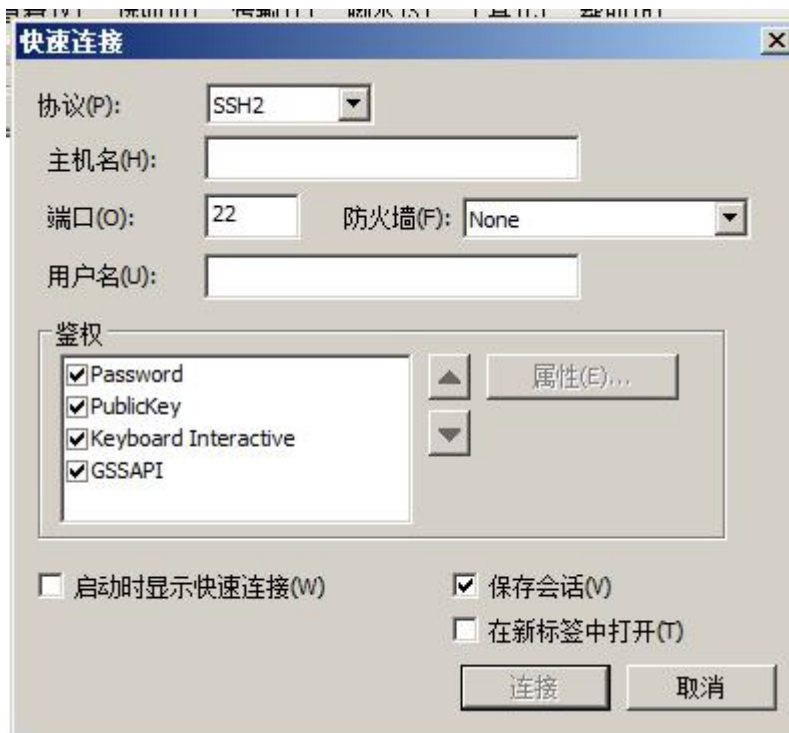 快速连接
协议(P): SSH2
主机名(H):
端口(O): 22 防火墙(F): None
用户名(U):
鉴权
Password
PublicKey
Keyboard Interactive
GSSAPI
属性(E)...
启动时显示快速连接(W) 保存会话(V)
在新标签中打开(T)
连接 取消